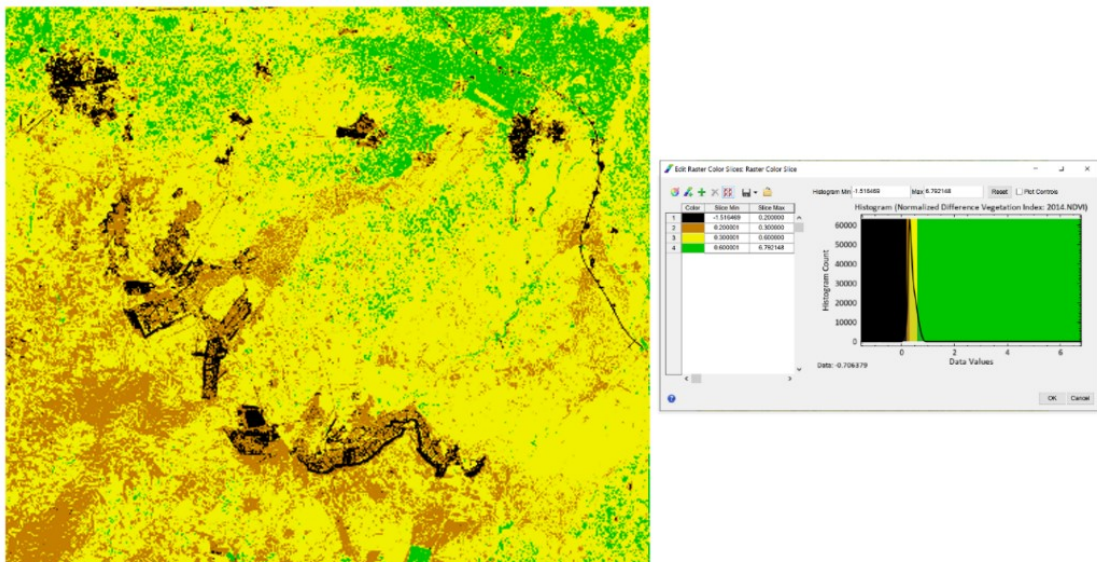 Edit Raster Color Slices: Raster Color Slice
Histogram Min -1.516469 Max 6.792148 Reset Plot Controls
Color Slice Min Slice Max
1 -1.516469 0.200000
2 0.200001 0.300000
3 0.300001 0.600000
4 0.600001 6.792148
Histogram (Normalized Difference Vegetation Index: 2014.NDVI)
Histogram Count
60000
50000
40000
30000
20000
10000
0
0 2 4 6
Data Values
Data: -0.706379
OK Cancel